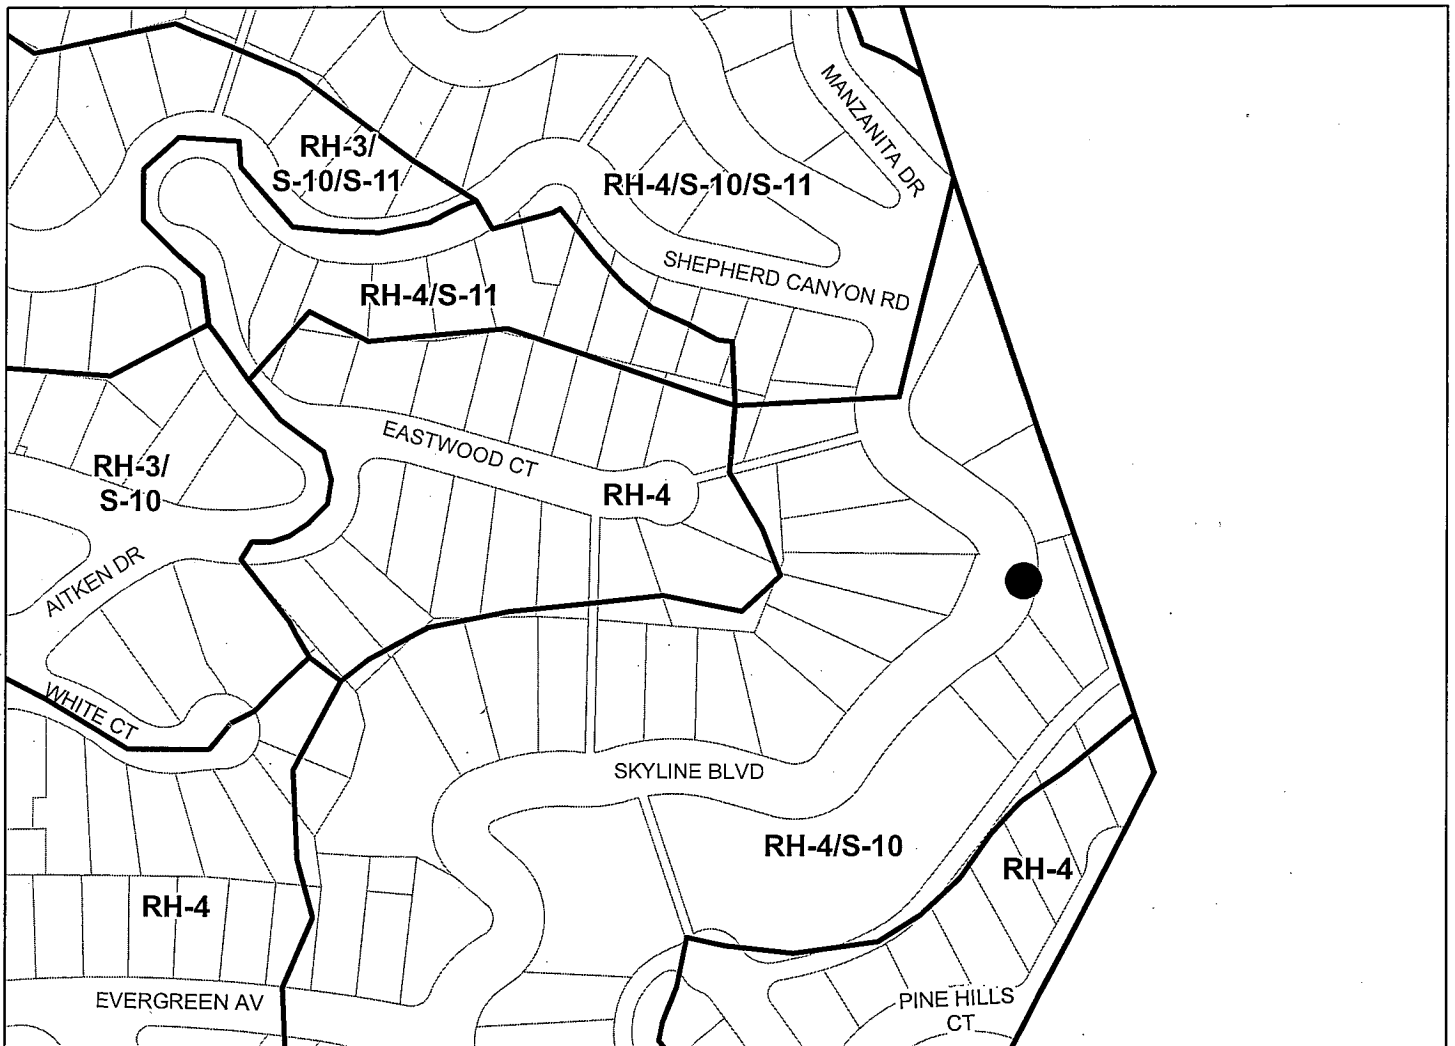 MANZANITA DR
RH-3/
S-10/S-11
RH-4/S-10/S-11
SHEPHERD CANYON RD
RH-4/S-11
EASTWOOD CT
RH-3/
S-10
RH-4
AITKEN DR
WHITE CT
SKYLINE BLVD
RH-4/S-10
RH-4
RH-4
EVERGREEN AV
PINE HILLS
CT